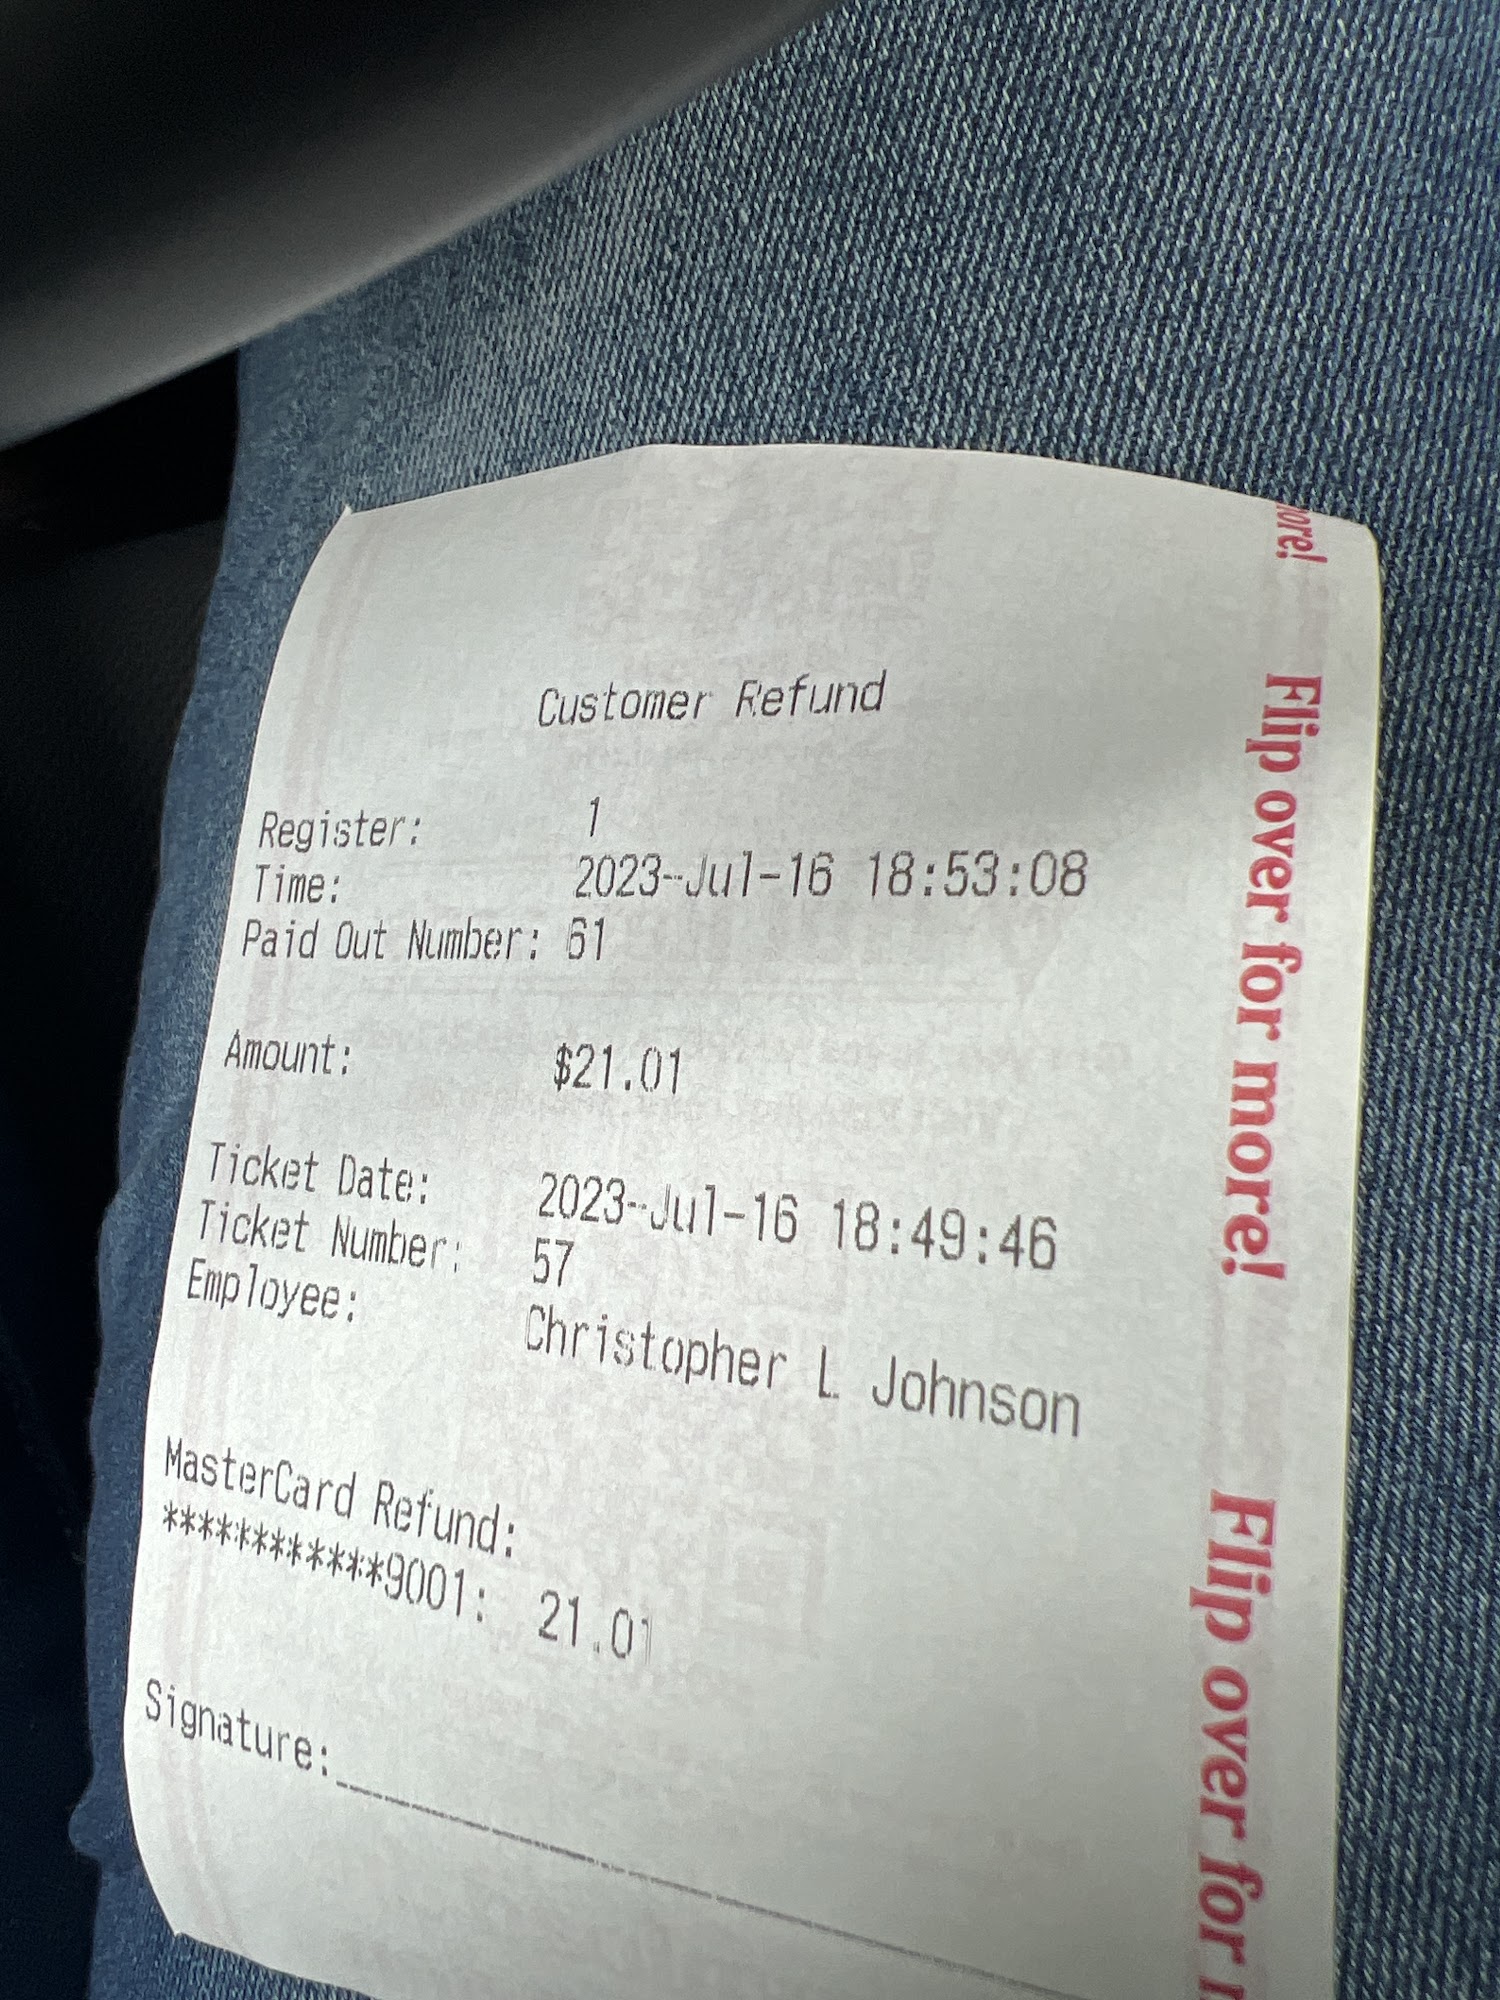 Customer Refund
Register: 1
Time: 2023-Jul-16 18:53:08
Paid Out Number: 61
Amount: $21.01
Ticket Date: 2023-Jul-16 18:49:46
Ticket Number: 57
Employee: Christopher L Johnson
MasterCard Refund:
************9001: 21.01
Signature:
ore!
Flip over for more!
Flip over for